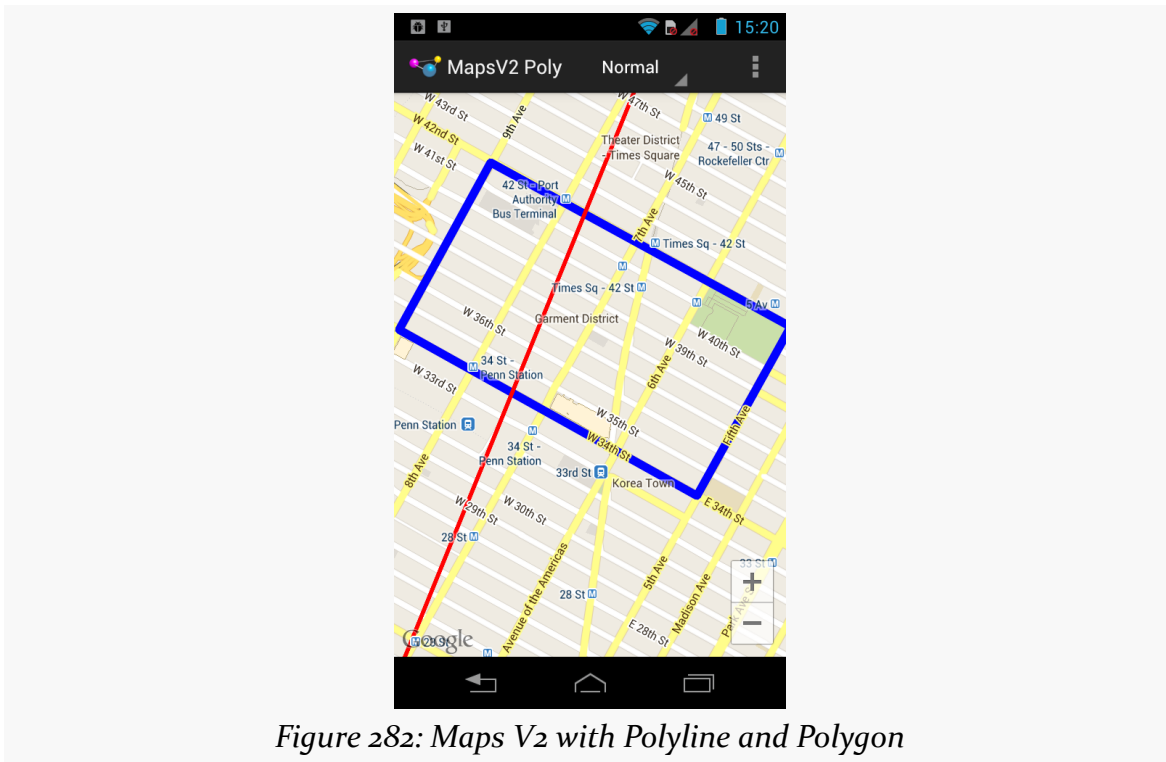 15:20
MapsV2 Poly
Normal
W 43rd St
W 47th St
9th Ave
49 St
W 42nd St
Theater District
- Times Square
47 - 50 Sts -
Rockefeller Ctr
W 41st St
W 45th St
42 St - Port
Authority
Bus Terminal
7th Ave
Times Sq - 42 St
Times Sq - 42 St
5 Av
W 36th St
Garment District
W 40th St
W 39th St
34 St -
Penn Station
6th Ave
W 33rd St
W 35th St
Fifth Ave
Penn Station
W 34th St
34 St -
Penn Station
33rd St
Korea Town
8th Ave
W 29th St
W 30th St
E 34th St
28 St
Avenue of the Americas
5th Ave
33 St
+
28 St
Madison Ave
Park Ave S
−
E 28th St
Google
23 St
Figure 282: Maps V2 with Polyline and Polygon